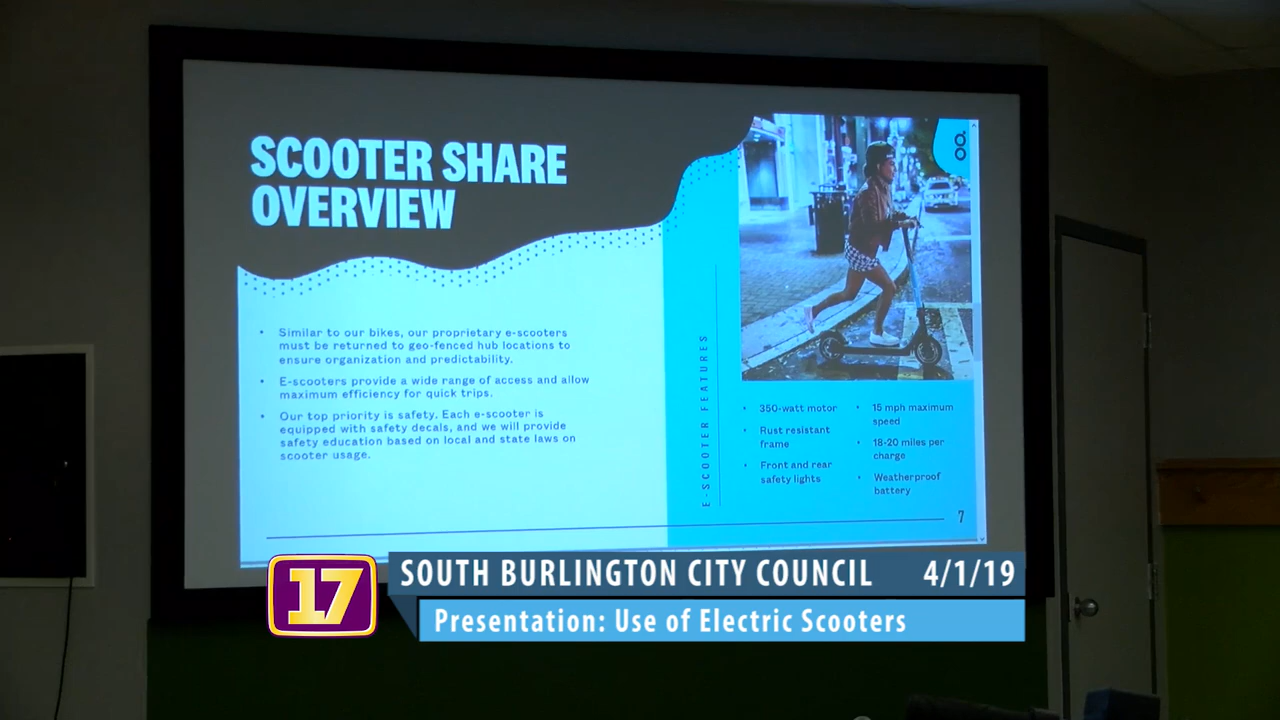 SCOOTER SHARE
OVERVIEW
• Similar to our bikes, our proprietary e-scooters
must be returned to geo-fenced hub locations to
ensure organization and predictability.
• E-scooters provide a wide range of access and allow
maximum efficiency for quick trips.
• Our top priority is safety. Each e-scooter is
equipped with safety decals, and we will provide
safety education based on local and state laws on
scooter usage.
E-SCOOTER FEATURES
• 350-watt motor
• Rust resistant
frame
• Front and rear
safety lights
• 15 mph maximum
speed
• 18-20 miles per
charge
• Weatherproof
battery
7
17
SOUTH BURLINGTON CITY COUNCIL 4/1/19
Presentation: Use of Electric Scooters